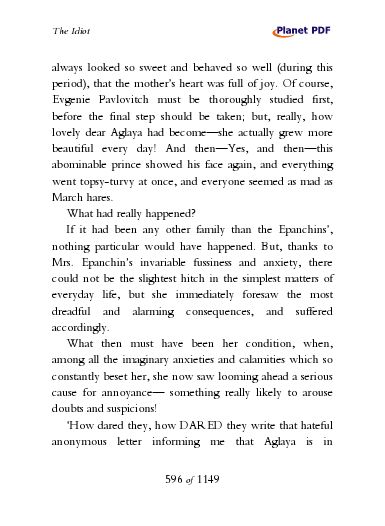 The Idiot
Planet PDF
always looked so sweet and behaved so well (during this
period), that the mother's heart was full of joy. Of course,
Evgenie Pavlovitch must be thoroughly studied first,
before the final step should be taken; but, really, how
lovely dear Aglaya had become—she actually grew more
beautiful every day! And then—Yes, and then—this
abominable prince showed his face again, and everything
went topsy-turvy at once, and everyone seemed as mad as
March hares.
What had really happened?
If it had been any other family than the Epanchins',
nothing particular would have happened. But, thanks to
Mrs. Epanchin's invariable fussiness and anxiety, there
could not be the slightest hitch in the simplest matters of
everyday life, but she immediately foresaw the most
dreadful and alarming consequences, and suffered
accordingly.
What then must have been her condition, when,
among all the imaginary anxieties and calamities which so
constantly beset her, she now saw looming ahead a serious
cause for annoyance— something really likely to arouse
doubts and suspicions!
'How dared they, how DARED they write that hateful
anonymous letter informing me that Aglaya is in
596 of 1149